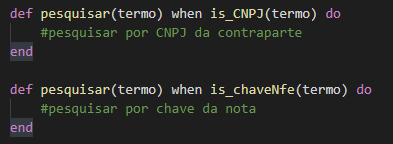 def pesquisar(termo) when is_CNPJ(termo) do
    #pesquisar por CNPJ da contraparte
end
def pesquisar(termo) when is_chaveNfe(termo) do
    #pesquisar por chave da nota
end